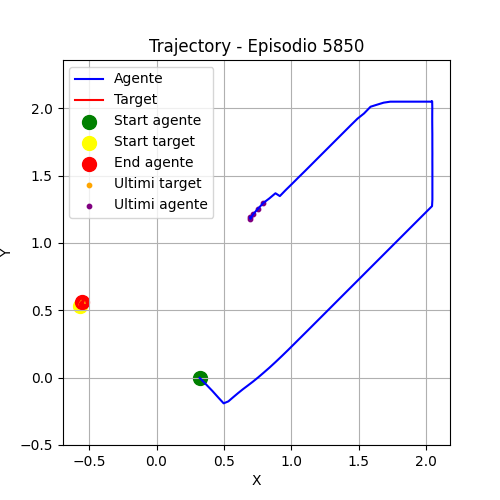 Trajectory - Episodio 5850
Agente
Target
Start agente
Start target
End agente
Ultimi target
Ultimi agente
Y
2.0
1.5
1.0
0.5
0.0
−0.5
−0.5
0.0
0.5
1.0
1.5
2.0
X